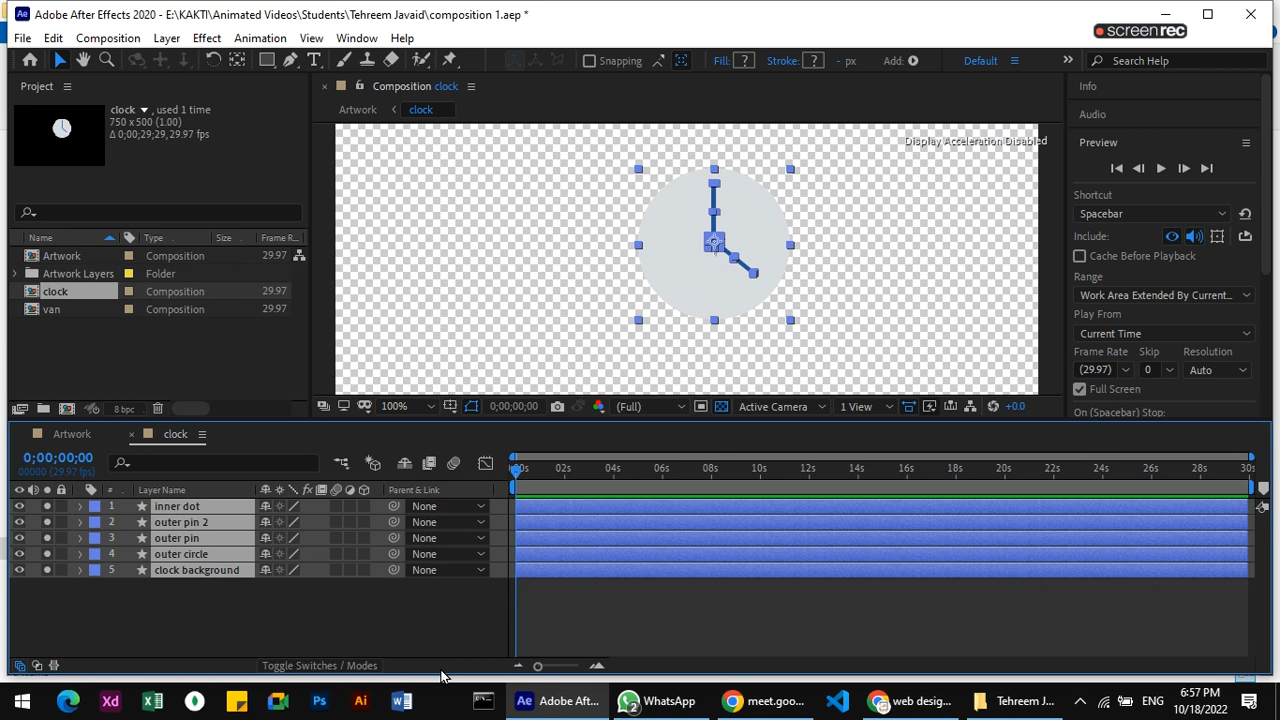 Adobe After Effects 2020 - E:\KAKTI\Animated Videos\Students\Tehreem Javaid\composition 1.aep *
screenrec
File Edit Composition Layer Effect Animation View Window Help
Snapping Fill: ? Stroke: ? - px Add: Default Search Help
Project
Composition clock
Info
clock , used 1 time
750 x 500 (1.00)
Δ 0;00;29;29, 29.97 fps
Artwork clock
Audio
Display Acceleration Disabled
Preview
Shortcut
Spacebar
Include:
Cache Before Playback
Name Type Size Frame R...
Artwork Composition 29.97
Artwork Layers Folder
clock Composition 29.97
van Composition 29.97
Range
Work Area Extended By Current...
Play From
Current Time
Frame Rate Skip Resolution
(29.97) 0 Auto
Full Screen
On (Spacebar) Stop:
8 bpc
100% 0;00;00;00 (Full) Active Camera 1 View +0.0
Artwork clock
0;00;00;00
00000 (29.97 fps)
02s 04s 06s 08s 10s 12s 14s 16s 18s 20s 22s 24s 26s 28s 30s
# Layer Name fx Parent & Link
1 inner dot None
2 outer pin 2 None
3 outer pin None
4 outer circle None
5 clock background None
Toggle Switches / Modes
Xd Ps Ai Ae Adobe Aft... 2 WhatsApp meet.goo... web desig... Tehreem J... ENG 6:57 PM
10/18/2022